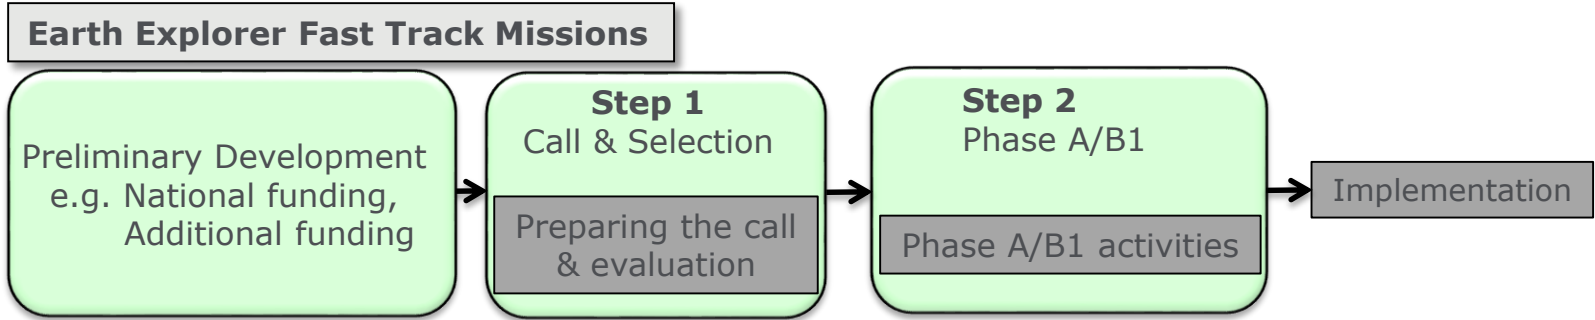 Earth Explorer Fast Track Missions
Preliminary Development
e.g. National funding,
Additional funding
Step 1
Call & Selection
Preparing the call
& evaluation
Step 2
Phase A/B1
Phase A/B1 activities
Implementation